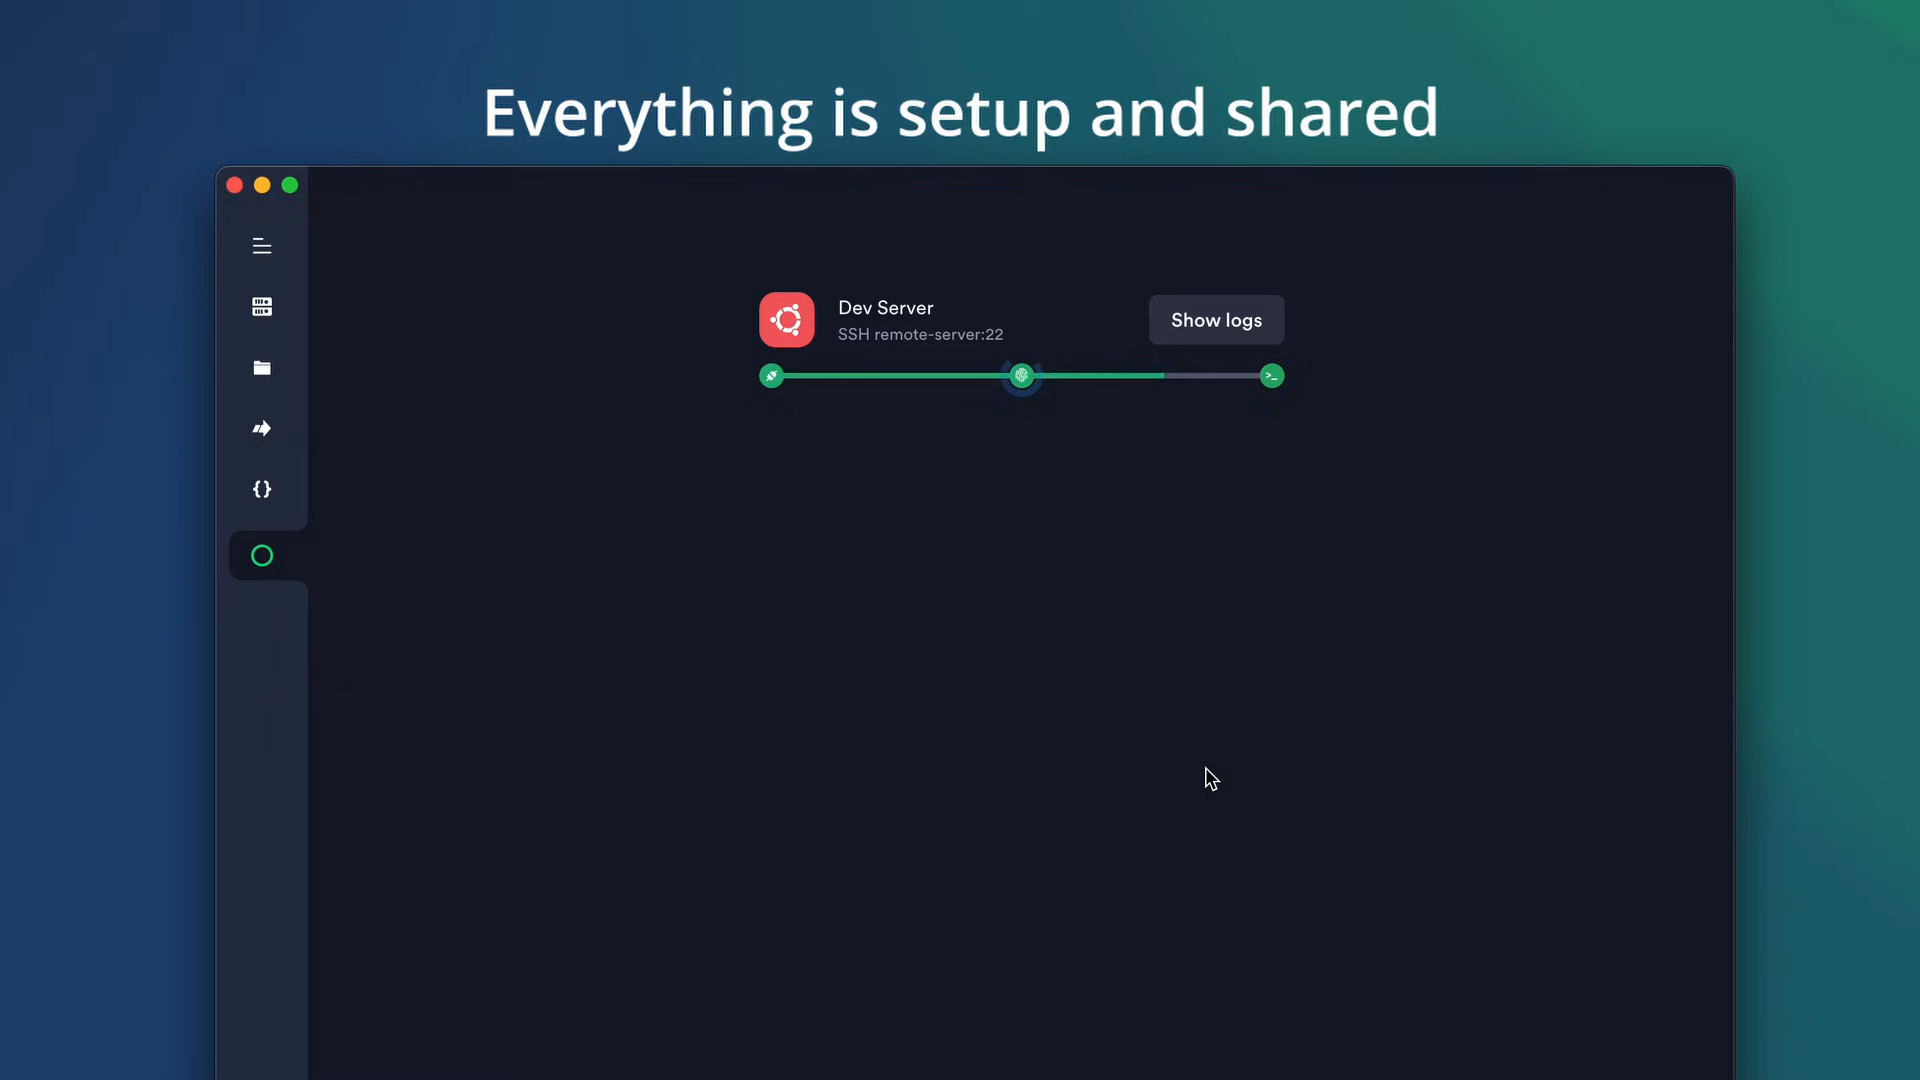 Everything is setup and shared
Dev Server
SSH remote-server:22
Show logs